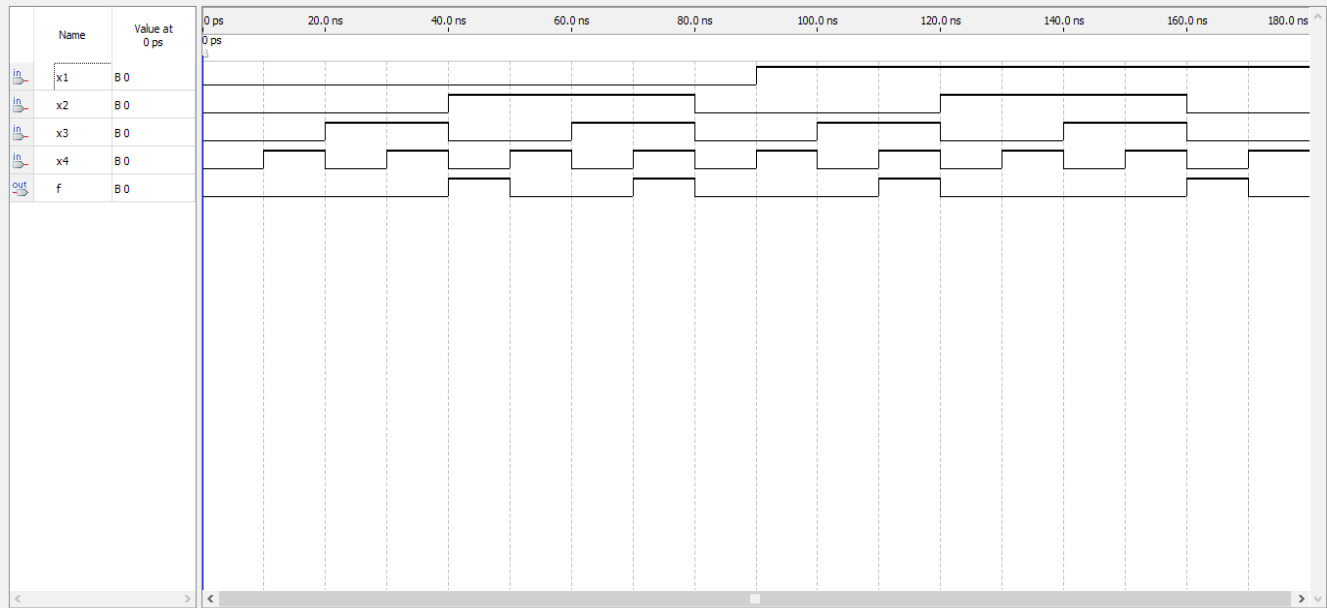 Name Value at 0 ps
0 ps 20.0 ns 40.0 ns 60.0 ns 80.0 ns 100.0 ns 120.0 ns 140.0 ns 160.0 ns 180.0 ns
0 ps
in x1 B 0
in x2 B 0
in x3 B 0
in x4 B 0
out f B 0